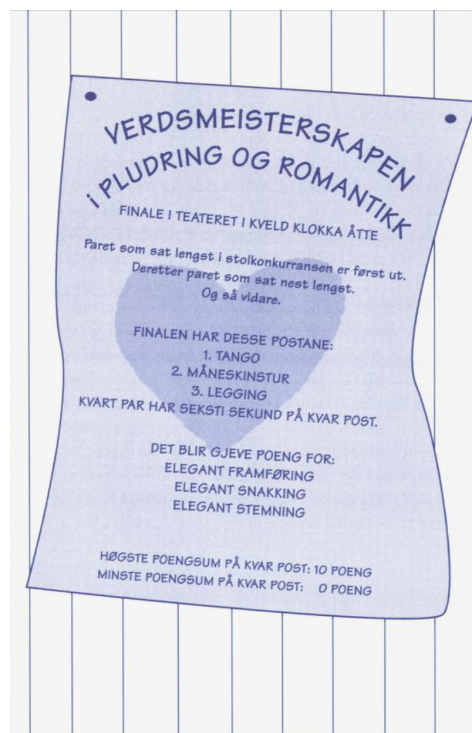 VERDSMEISTERSKAPEN
i PLUDRING OG ROMANTIKK
FINALE I TEATERET I KVELD KLOKKA ÅTTE
Paret som sat lengst i stolkonkurransen er først ut.
Deretter paret som sat nest lengst.
Og så vidare.
FINALEN HAR DESSE POSTANE:
1. TANGO
2. MÅNESKINSTUR
3. LEGGING
KVART PAR HAR SEKSTI SEKUND PÅ KVAR POST.
DET BLIR GJEVE POENG FOR:
ELEGANT FRAMFØRING
ELEGANT SNAKKING
ELEGANT STEMNING
HØGSTE POENGSUM PÅ KVAR POST: 10 POENG
MINSTE POENGSUM PÅ KVAR POST: 0 POENG